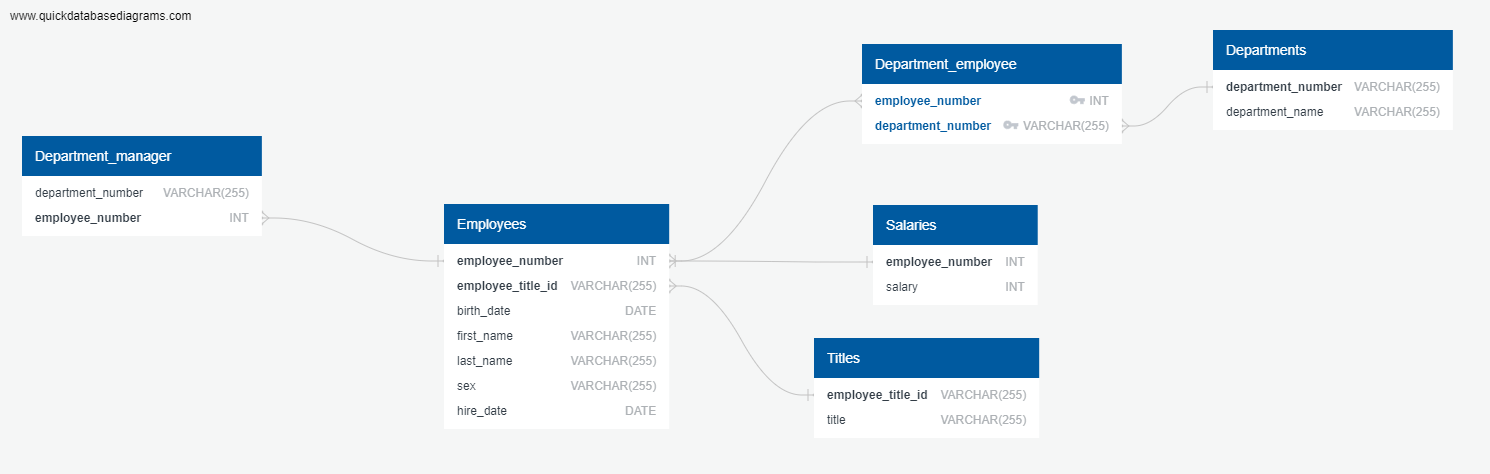 www.quickdatabasediagrams.com
Department_manager
department_number VARCHAR(255)
employee_number INT
Employees
employee_number INT
employee_title_id VARCHAR(255)
birth_date DATE
first_name VARCHAR(255)
last_name VARCHAR(255)
sex VARCHAR(255)
hire_date DATE
Department_employee
employee_number INT
department_number VARCHAR(255)
Departments
department_number VARCHAR(255)
department_name VARCHAR(255)
Salaries
employee_number INT
salary INT
Titles
employee_title_id VARCHAR(255)
title VARCHAR(255)